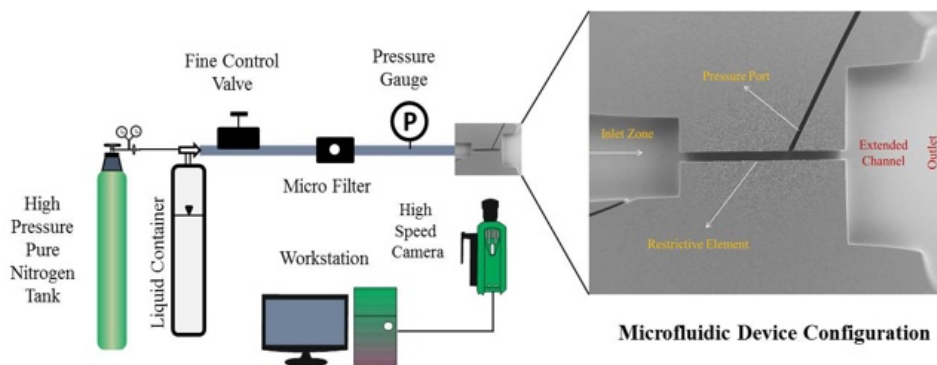 Fine Control
Valve
Pressure
Gauge
P
Micro Filter
High
Pressure
Pure
Nitrogen
Tank
Liquid Container
Workstation
High
Speed
Camera
Pressure Port
Inlet Zone
Extended
Channel
Outlet
Restrictive Element
Microfluidic Device Configuration